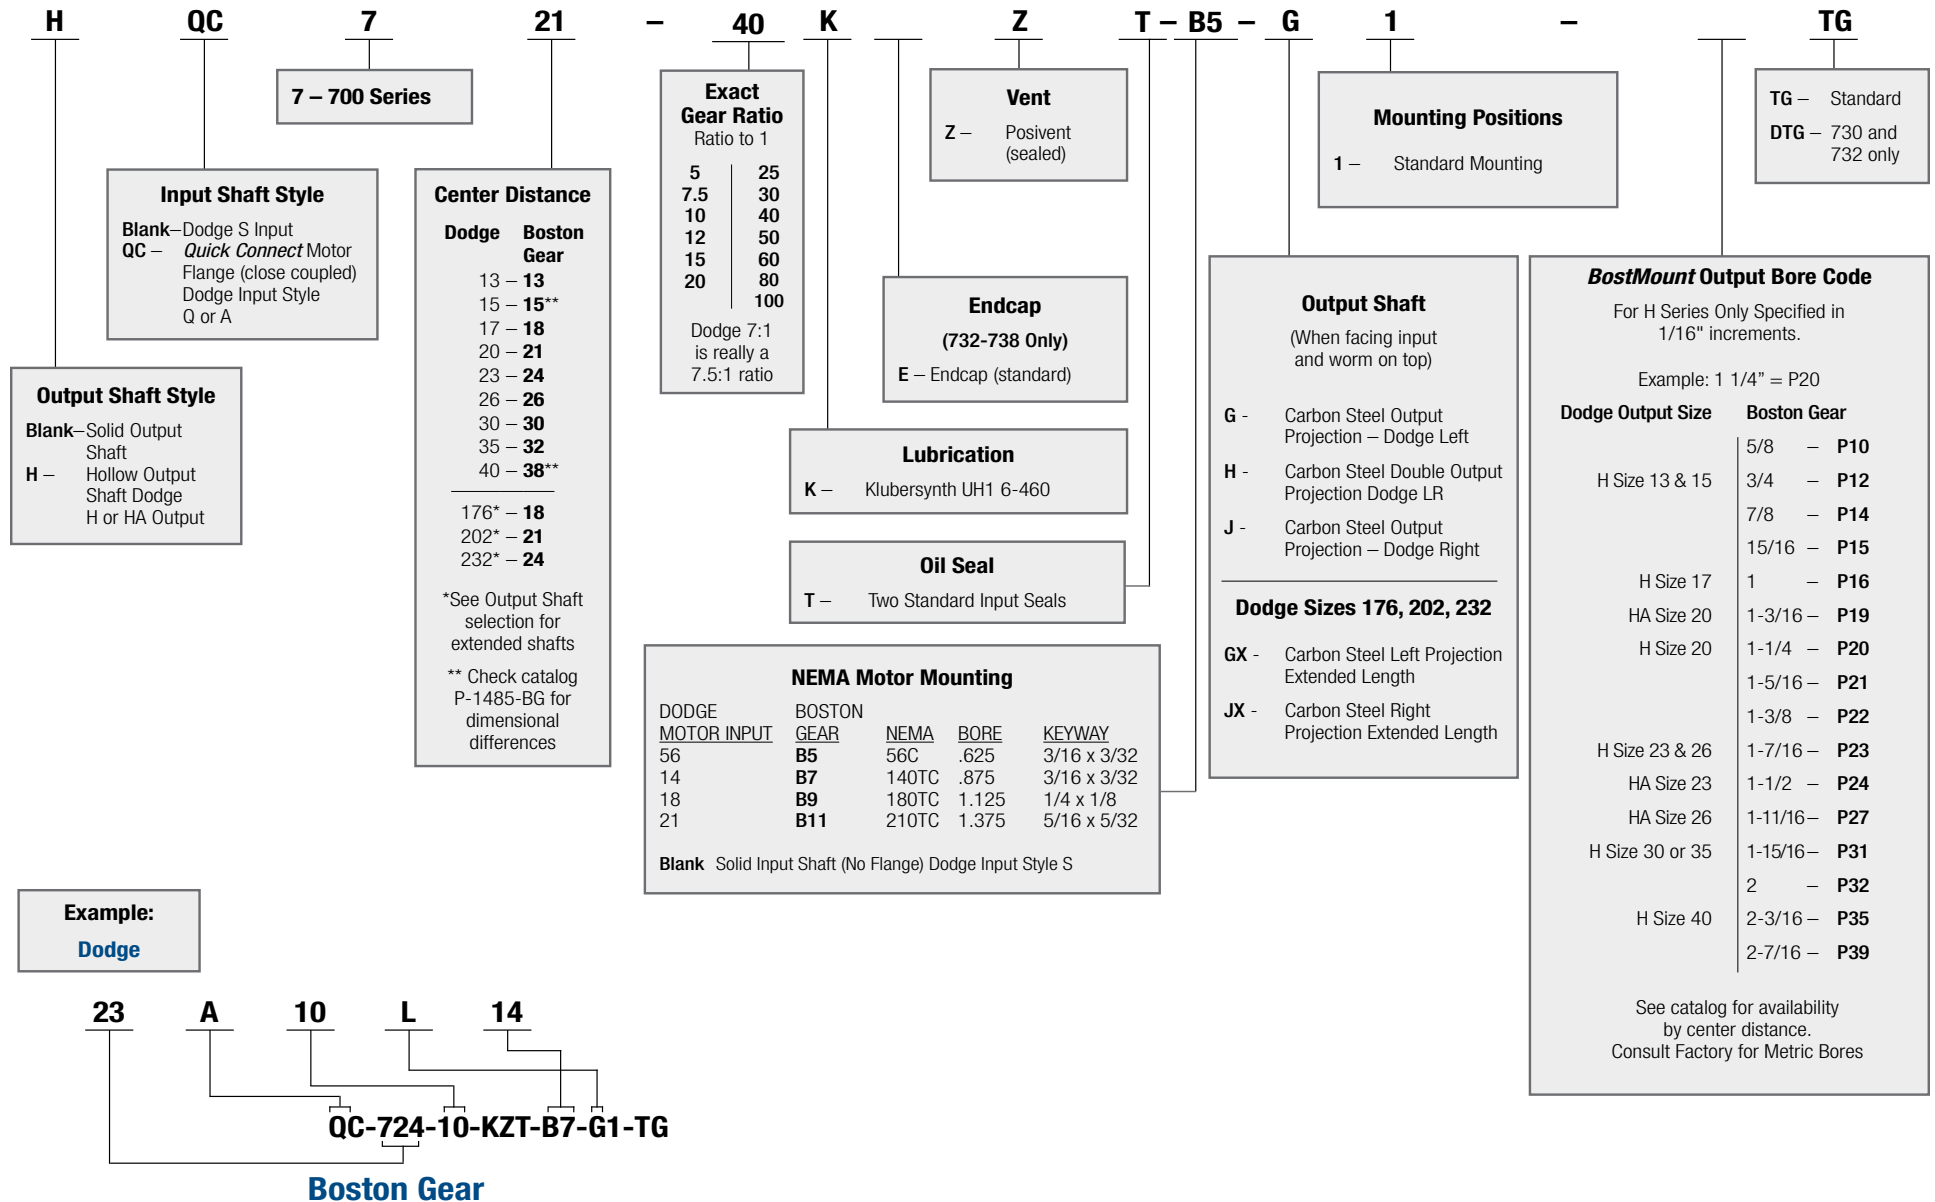 H QC 7 21 – 40 K Z T – B5 – G 1 – TG
7 – 700 Series
Input Shaft Style
Blank – Dodge S Input
QC – Quick Connect Motor
Flange (close coupled)
Dodge Input Style
Q or A
Output Shaft Style
Blank – Solid Output
Shaft
H – Hollow Output
Shaft Dodge
H or HA Output
Center Distance
Dodge Boston
Gear
13 – 13
15 – 15**
17 – 18
20 – 21
23 – 24
26 – 26
30 – 30
35 – 32
40 – 38**
176* – 18
202* – 21
232* – 24
*See Output Shaft
selection for
extended shafts
** Check catalog
P-1485-BG for
dimensional
differences
Exact
Gear Ratio
Ratio to 1
5 25
7.5 30
10 40
12 50
15 60
20 80
100
Dodge 7:1
is really a
7.5:1 ratio
Vent
Z – Posivent
(sealed)
Endcap
(732-738 Only)
E – Endcap (standard)
Lubrication
K – Klubersynth UH1 6-460
Oil Seal
T – Two Standard Input Seals
NEMA Motor Mounting
DODGE BOSTON
MOTOR INPUT GEAR NEMA BORE KEYWAY
56 B5 56C .625 3/16 x 3/32
14 B7 140TC .875 3/16 x 3/32
18 B9 180TC 1.125 1/4 x 1/8
21 B11 210TC 1.375 5/16 x 5/32
Blank Solid Input Shaft (No Flange) Dodge Input Style S
Mounting Positions
1 – Standard Mounting
Output Shaft
(When facing input
and worm on top)
G - Carbon Steel Output
Projection – Dodge Left
H - Carbon Steel Double Output
Projection Dodge LR
J - Carbon Steel Output
Projection – Dodge Right
Dodge Sizes 176, 202, 232
GX - Carbon Steel Left Projection
Extended Length
JX - Carbon Steel Right
Projection Extended Length
TG – Standard
DTG – 730 and
732 only
BostMount Output Bore Code
For H Series Only Specified in
1/16" increments.
Example: 1 1/4” = P20
Dodge Output Size Boston Gear
5/8 – P10
H Size 13 & 15 3/4 – P12
7/8 – P14
15/16 – P15
H Size 17 1 – P16
HA Size 20 1-3/16 – P19
H Size 20 1-1/4 – P20
1-5/16 – P21
1-3/8 – P22
H Size 23 & 26 1-7/16 – P23
HA Size 23 1-1/2 – P24
HA Size 26 1-11/16 – P27
H Size 30 or 35 1-15/16 – P31
2 – P32
H Size 40 2-3/16 – P35
2-7/16 – P39
See catalog for availability
by center distance.
Consult Factory for Metric Bores
Example:
Dodge
23 A 10 L 14
QC-724-10-KZT-B7-G1-TG
Boston Gear